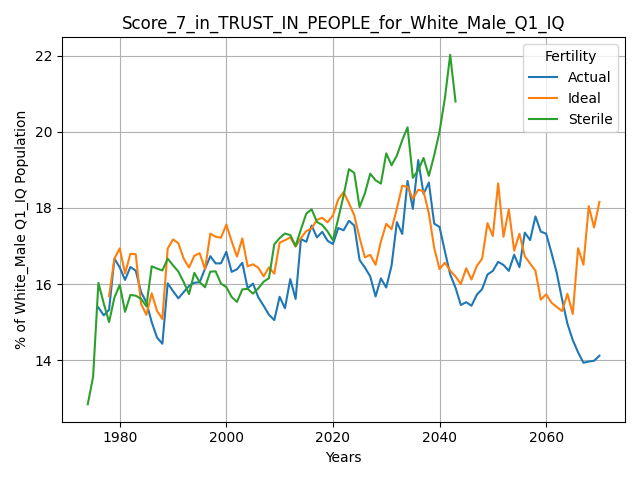 Score_7_in_TRUST_IN_PEOPLE_for_White_Male_Q1_IQ
Fertility
Actual
Ideal
Sterile
% of White_Male Q1_IQ Population
22
20
18
16
14
1980 2000 2020 2040 2060
Years